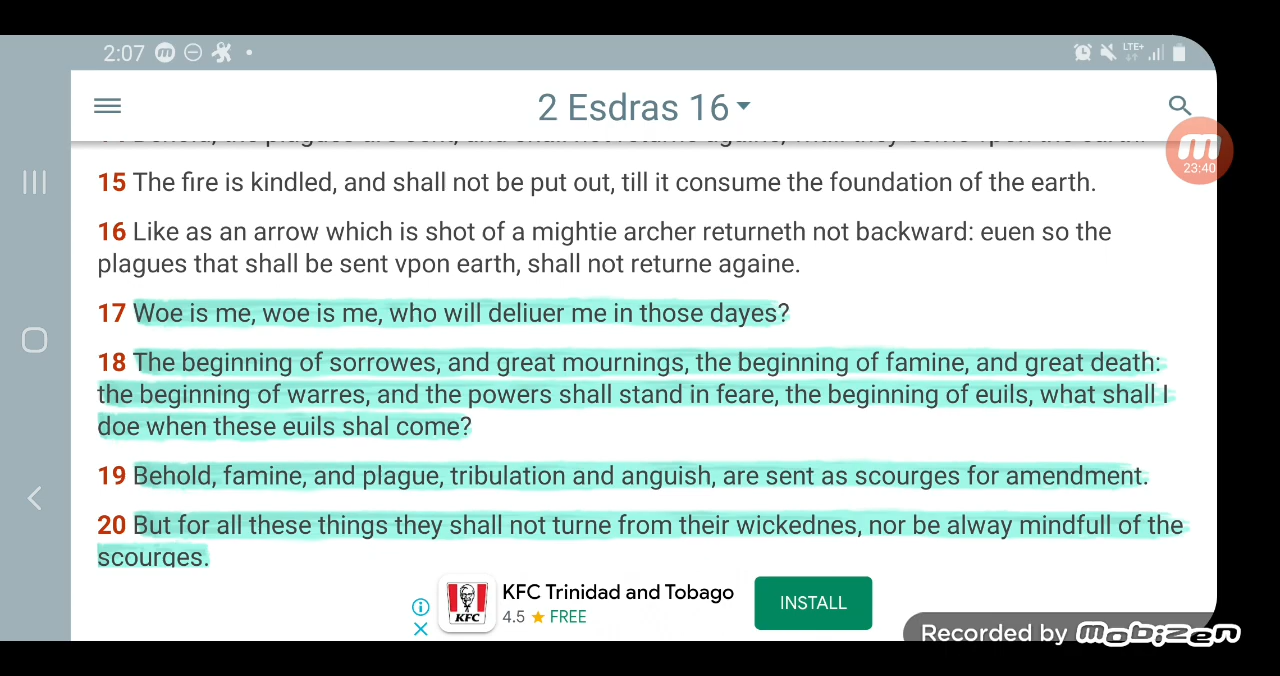 2:07
LTE+
2 Esdras 16
23:40
15 The fire is kindled, and shall not be put out, till it consume the foundation of the earth.
16 Like as an arrow which is shot of a mightie archer returneth not backward: euen so the
plagues that shall be sent vpon earth, shall not returne againe.
17 Woe is me, woe is me, who will deliuer me in those dayes?
18 The beginning of sorrowes, and great mournings, the beginning of famine, and great death:
the beginning of warres, and the powers shall stand in feare, the beginning of euils, what shall I
doe when these euils shal come?
19 Behold, famine, and plague, tribulation and anguish, are sent as scourges for amendment.
20 But for all these things they shall not turne from their wickednes, nor be alway mindfull of the
scourges.
KFC
KFC Trinidad and Tobago
4.5 ★ FREE
INSTALL
Recorded by mobizen